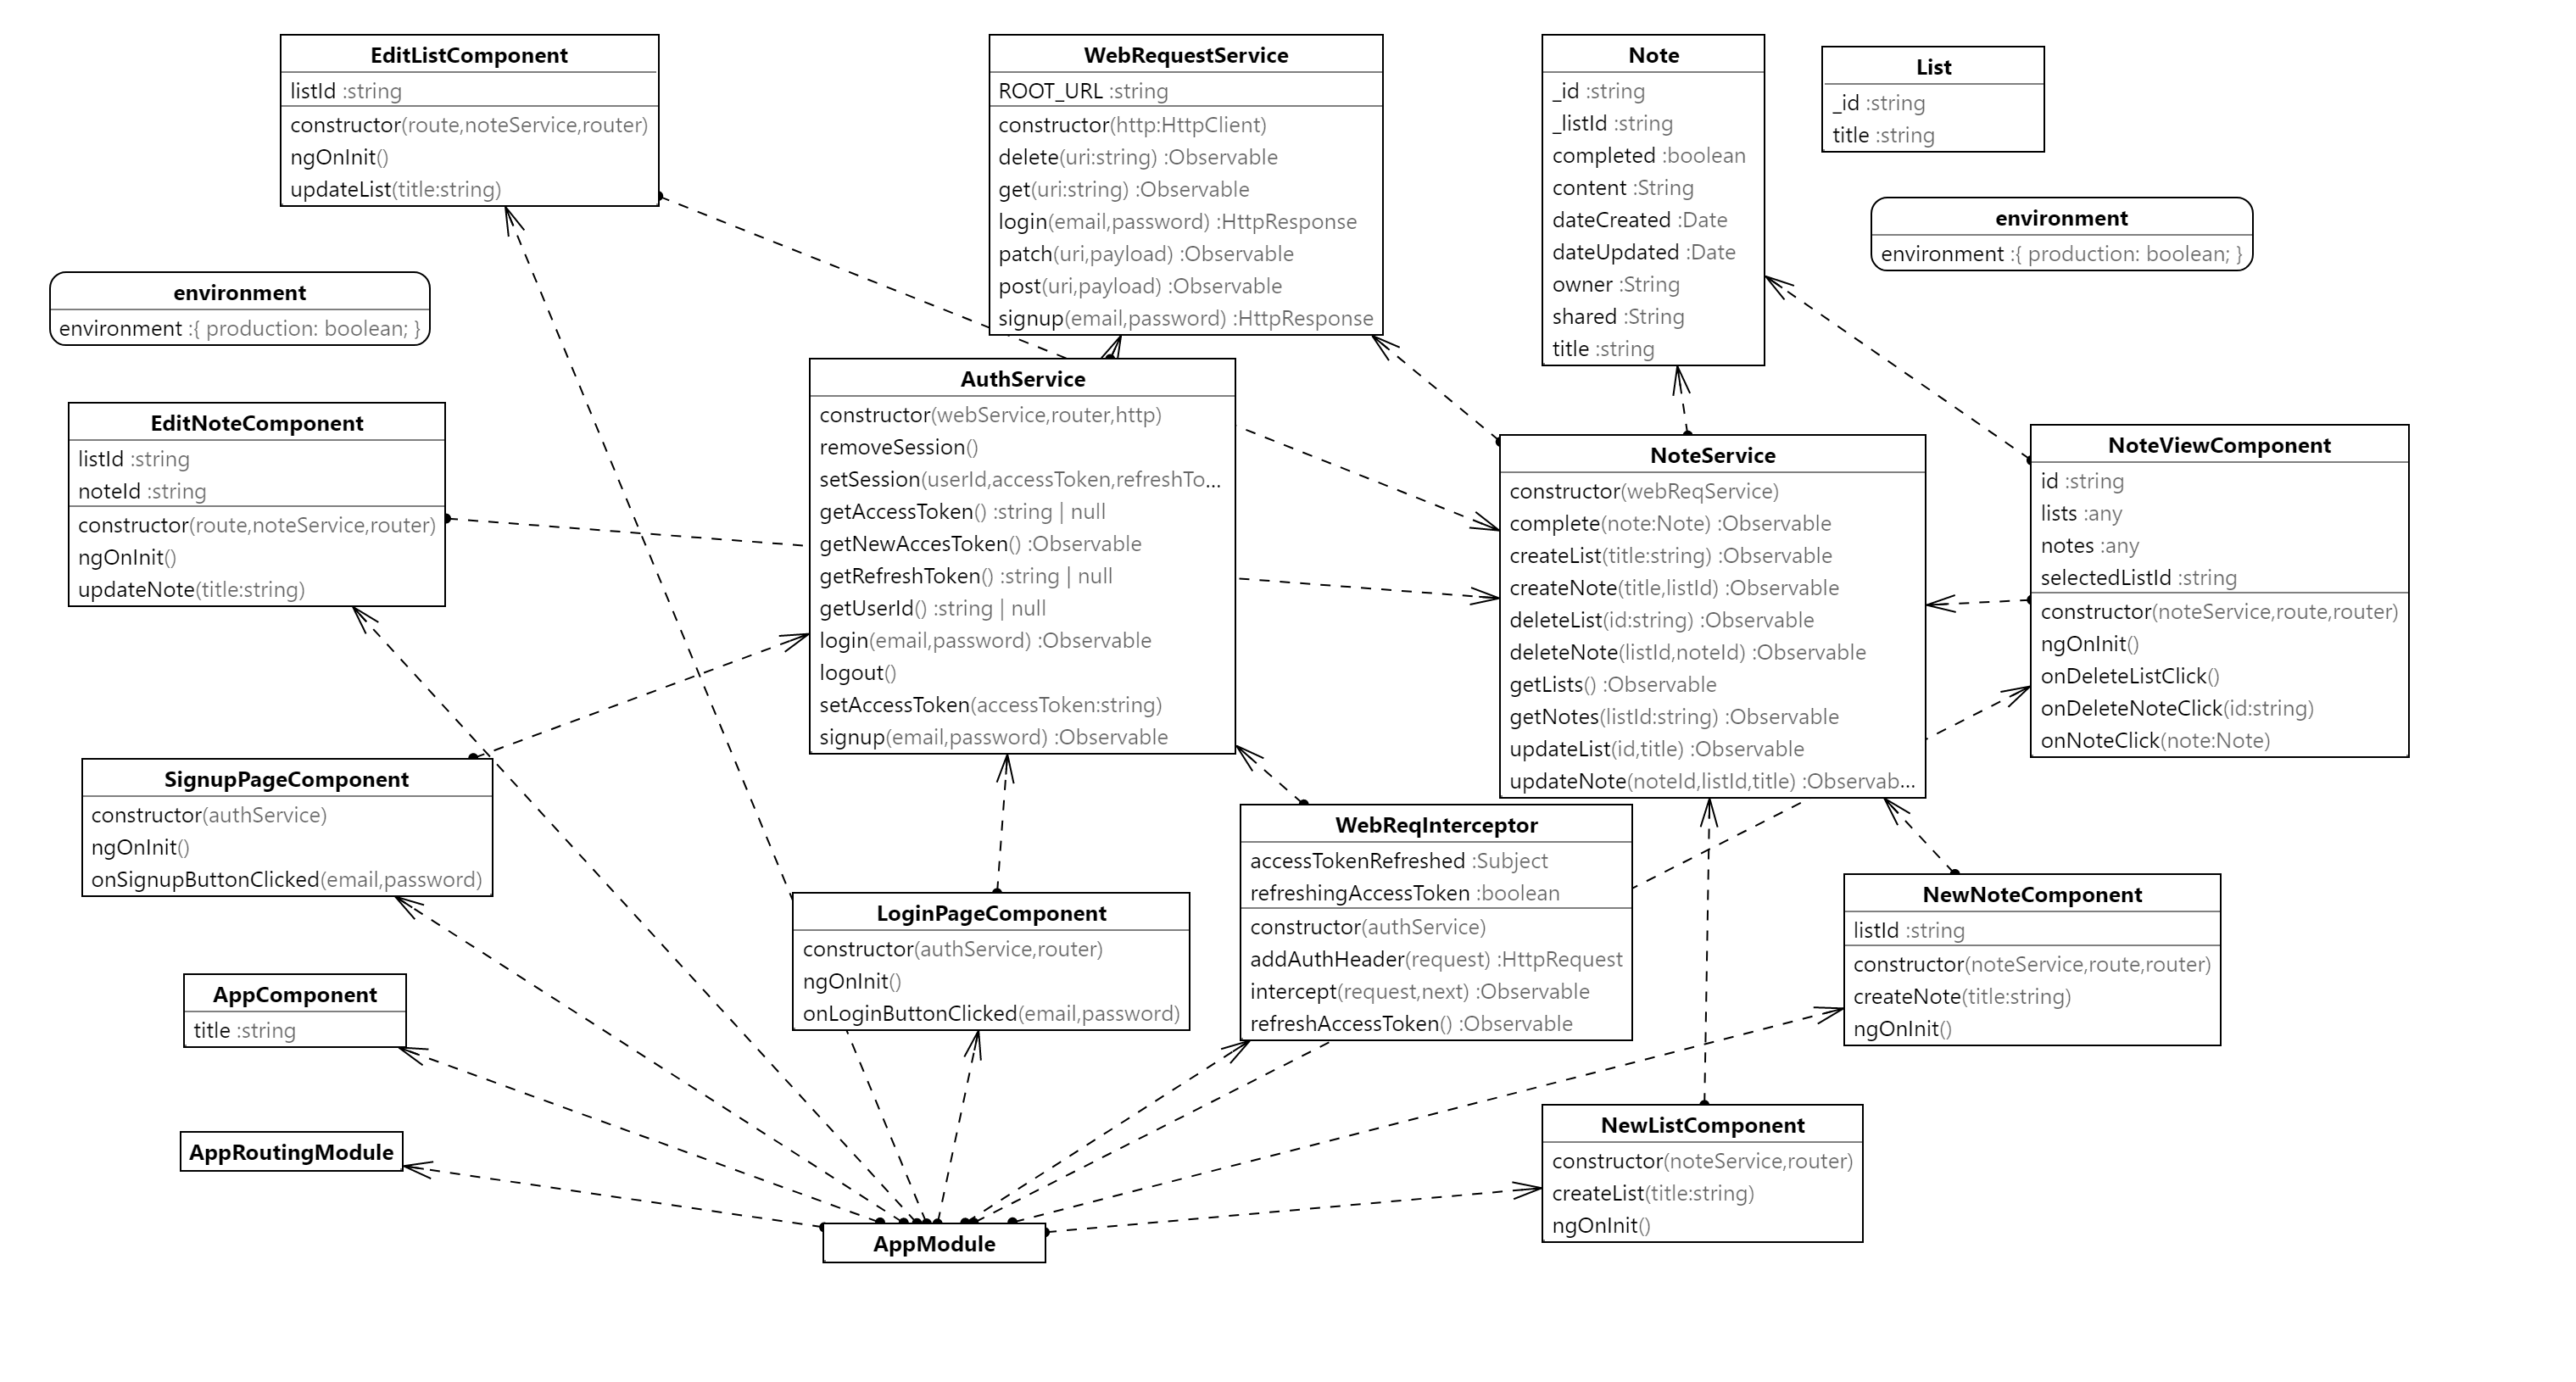 EditListComponent
listId :string
constructor(route,noteService,router)
ngOnInit()
updateList(title:string)
WebRequestService
ROOT_URL :string
constructor(http:HttpClient)
delete(uri:string) :Observable
get(uri:string) :Observable
login(email,password) :HttpResponse
patch(uri,payload) :Observable
post(uri,payload) :Observable
signup(email,password) :HttpResponse
Note
_id :string
_listId :string
completed :boolean
content :String
dateCreated :Date
dateUpdated :Date
owner :String
shared :String
title :string
List
_id :string
title :string
environment
environment :{ production: boolean; }
environment
environment :{ production: boolean; }
EditNoteComponent
listId :string
noteId :string
constructor(route,noteService,router)
ngOnInit()
updateNote(title:string)
AuthService
constructor(webService,router,http)
removeSession()
setSession(userId,accessToken,refreshTo...
getAccessToken() :string | null
getNewAccesToken() :Observable
getRefreshToken() :string | null
getUserId() :string | null
login(email,password) :Observable
logout()
setAccessToken(accessToken:string)
signup(email,password) :Observable
NoteService
constructor(webReqService)
complete(note:Note) :Observable
createList(title:string) :Observable
createNote(title,listId) :Observable
deleteList(id:string) :Observable
deleteNote(listId,noteId) :Observable
getLists() :Observable
getNotes(listId:string) :Observable
updateList(id,title) :Observable
updateNote(noteId,listId,title) :Observab...
NoteViewComponent
id :string
lists :any
notes :any
selectedListId :string
constructor(noteService,route,router)
ngOnInit()
onDeleteListClick()
onDeleteNoteClick(id:string)
onNoteClick(note:Note)
SignupPageComponent
constructor(authService)
ngOnInit()
onSignupButtonClicked(email,password)
LoginPageComponent
constructor(authService,router)
ngOnInit()
onLoginButtonClicked(email,password)
WebReqInterceptor
accessTokenRefreshed :Subject
refreshingAccessToken :boolean
constructor(authService)
addAuthHeader(request) :HttpRequest
intercept(request,next) :Observable
refreshAccessToken() :Observable
NewNoteComponent
listId :string
constructor(noteService,route,router)
createNote(title:string)
ngOnInit()
AppComponent
title :string
AppRoutingModule
NewListComponent
constructor(noteService,router)
createList(title:string)
ngOnInit()
AppModule